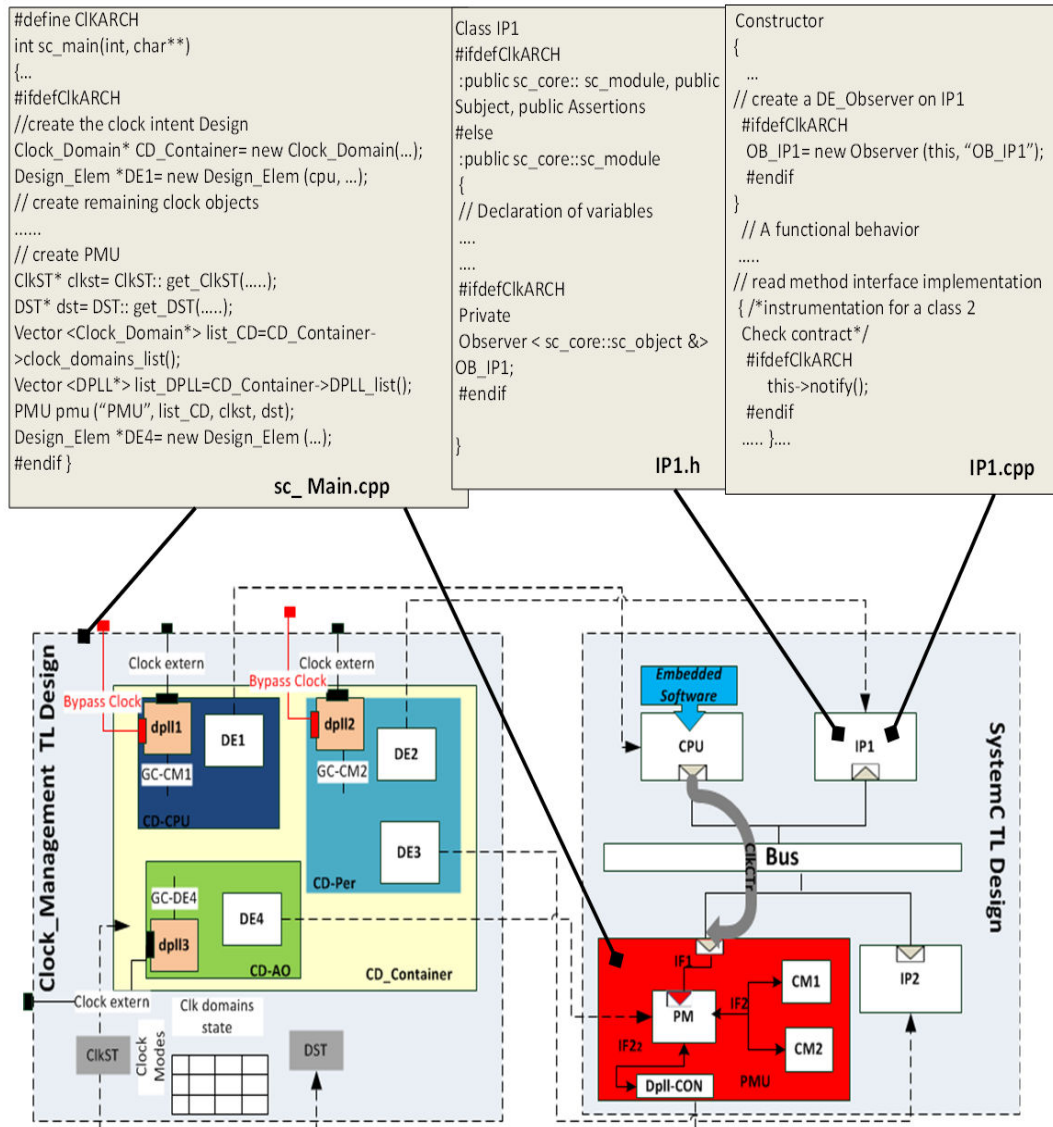 #define ClKARCH
int sc_main(int, char**)
{...
#ifdefClkARCH
//create the clock intent Design
Clock_Domain* CD_Container= new Clock_Domain(...);
Design_Elem *DE1= new Design_Elem (cpu, ...);
// create remaining clock objects
......
// create PMU
ClkST* clkst= ClkST:: get_ClkST(.....);
DST* dst= DST:: get_DST(.....);
Vector <Clock_Domain*> list_CD=CD_Container-
>clock_domains_list();
Vector <DPLL*> list_DPLL=CD_Container->DPLL_list();
PMU pmu ("PMU", list_CD, clkst, dst);
Design_Elem *DE4= new Design_Elem (...);
#endif }
sc_ Main.cpp
Class IP1
#ifdefClkARCH
:public sc_core:: sc_module, public
Subject, public Assertions
#else
:public sc_core::sc_module
{
// Declaration of variables
....
....
#ifdefClkARCH
Private
Observer < sc_core::sc_object &>
OB_IP1;
#endif
}
IP1.h
Constructor
{
...
// create a DE_Observer on IP1
#ifdefClkARCH
OB_IP1= new Observer (this, “OB_IP1”);
#endif
}
// A functional behavior
.....
// read method interface implementation
{ /*instrumentation for a class 2
Check contract*/
#ifdefClkARCH
this->notify();
#endif
..... }....
IP1.cpp
Clock_Management TL Design
Clock extern
Bypass Clock
dpll1
DE1
GC-CM1
CD-CPU
Clock extern
Bypass Clock
dpll2
DE2
GC-CM2
DE3
CD-Per
GC-DE4
dpll3
DE4
CD-AO
CD_Container
Clock extern
Clk domains
state
Clock
Modes
ClkST
DST
SystemC TL Design
Embedded
Software
CPU
IP1
ClkCTr
Bus
IF1
PM
IF2
CM1
CM2
IF22
Dpll-CON
PMU
IP2